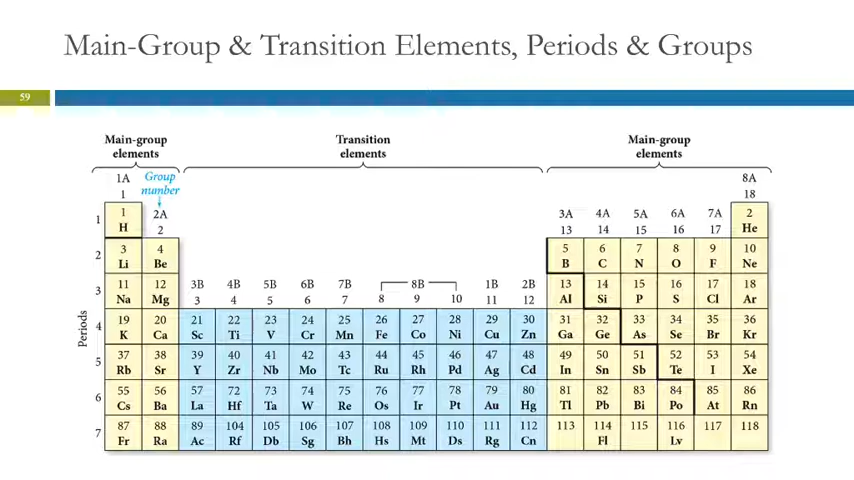 Main-Group & Transition Elements, Periods & Groups
59
Main-group elements
Transition elements
Main-group elements
1A
Group number
8A
1
18
1 2A 3A 4A 5A 6A 7A 2
H 2 13 14 15 16 17 He
1
3 4 5 6 7 8 9 10
Li Be B C N O F Ne
2
11 12 3B 4B 5B 6B 7B 8B 1B 2B 13 14 15 16 17 18
Na Mg 3 4 5 6 7 8 9 10 11 12 Al Si P S Cl Ar
3
19 20 21 22 23 24 25 26 27 28 29 30 31 32 33 34 35 36
K Ca Sc Ti V Cr Mn Fe Co Ni Cu Zn Ga Ge As Se Br Kr
4
37 38 39 40 41 42 43 44 45 46 47 48 49 50 51 52 53 54
Rb Sr Y Zr Nb Mo Tc Ru Rh Pd Ag Cd In Sn Sb Te I Xe
5
55 56 57 72 73 74 75 76 77 78 79 80 81 82 83 84 85 86
Cs Ba La Hf Ta W Re Os Ir Pt Au Hg Tl Pb Bi Po At Rn
6
87 88 89 104 105 106 107 108 109 110 111 112 113 114 115 116 117 118
Fr Ra Ac Rf Db Sg Bh Hs Mt Ds Rg Cn Fl Lv
7
Periods